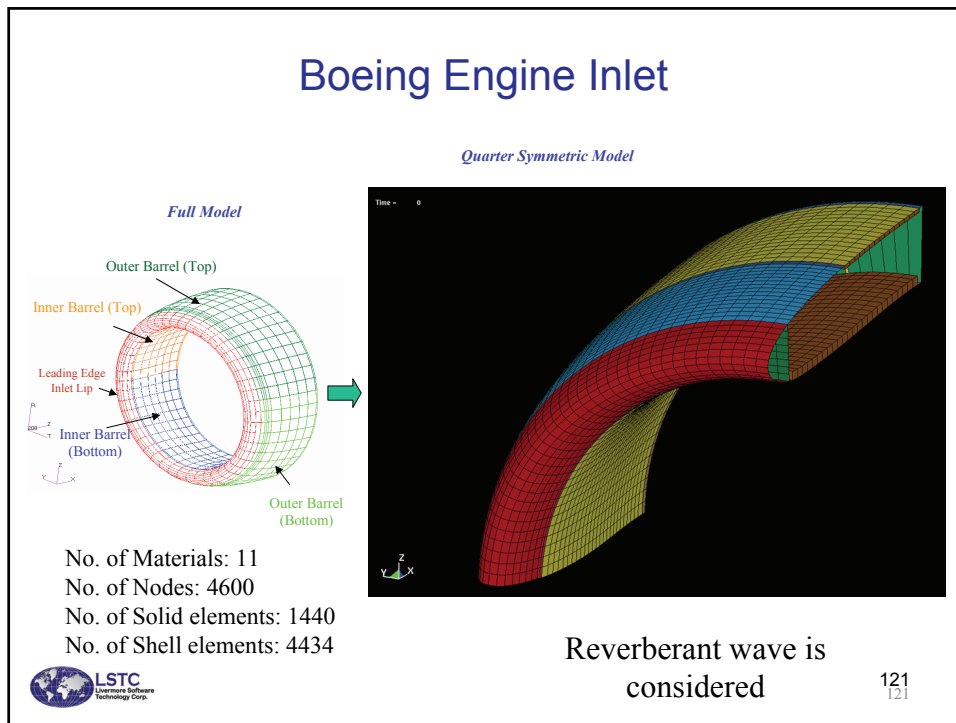 Boeing Engine Inlet
Quarter Symmetric Model
Full Model
Time = 0
Outer Barrel (Top)
Inner Barrel (Top)
Leading Edge
Inlet Lip
Inner Barrel
(Bottom)
Outer Barrel
(Bottom)
R
Z
T
Z
Y
X
Z
Y
X
No. of Materials: 11
No. of Nodes: 4600
No. of Solid elements: 1440
No. of Shell elements: 4434
Reverberant wave is
considered
LSTC
Livermore Software
Technology Corp.
121
121